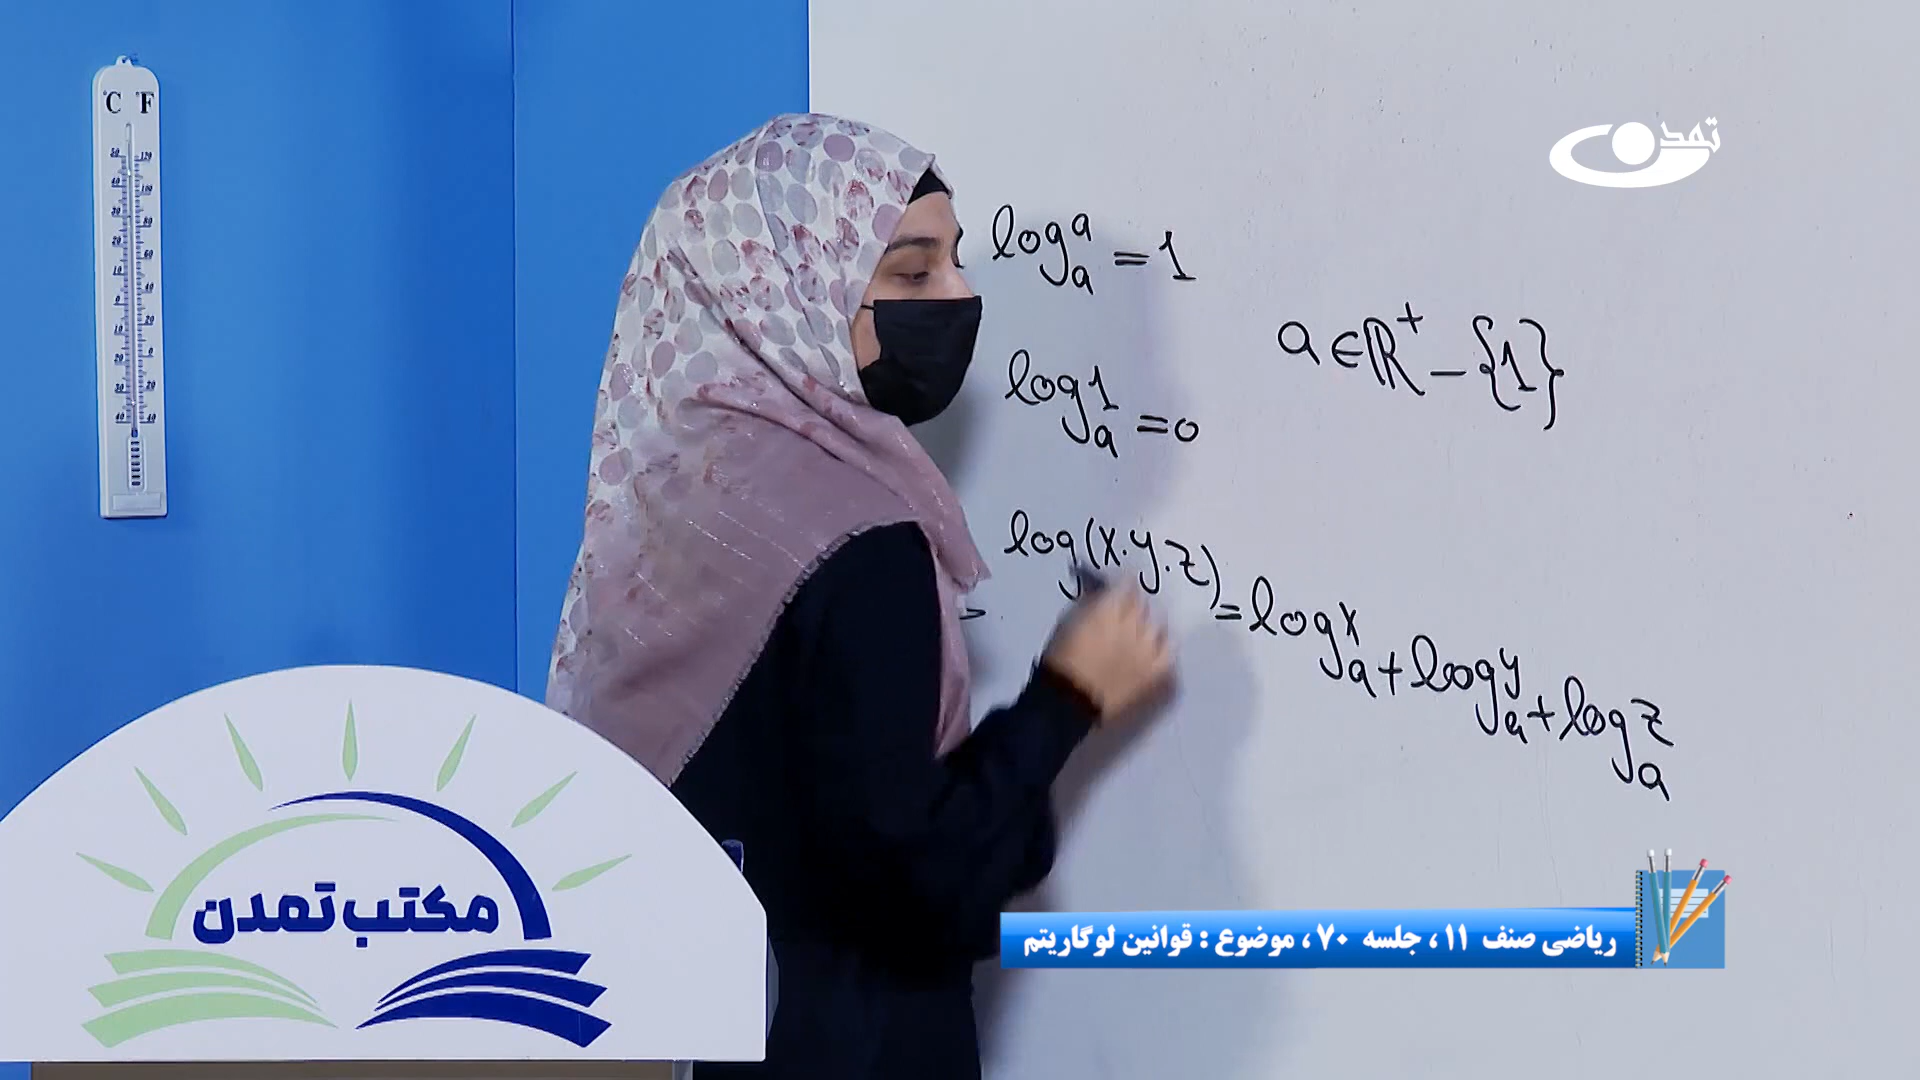 °C °F
تمدن
log_a^a = 1
a ∈ ℝ⁺ - {1}
log_a^1 = 0
log(x.y.z) = log_a^x + log_a^y + log_a^z
مکتب تمدن
ریاضی صنف ۱۱، جلسه ۷۰، موضوع : قوانین لوگاریتم